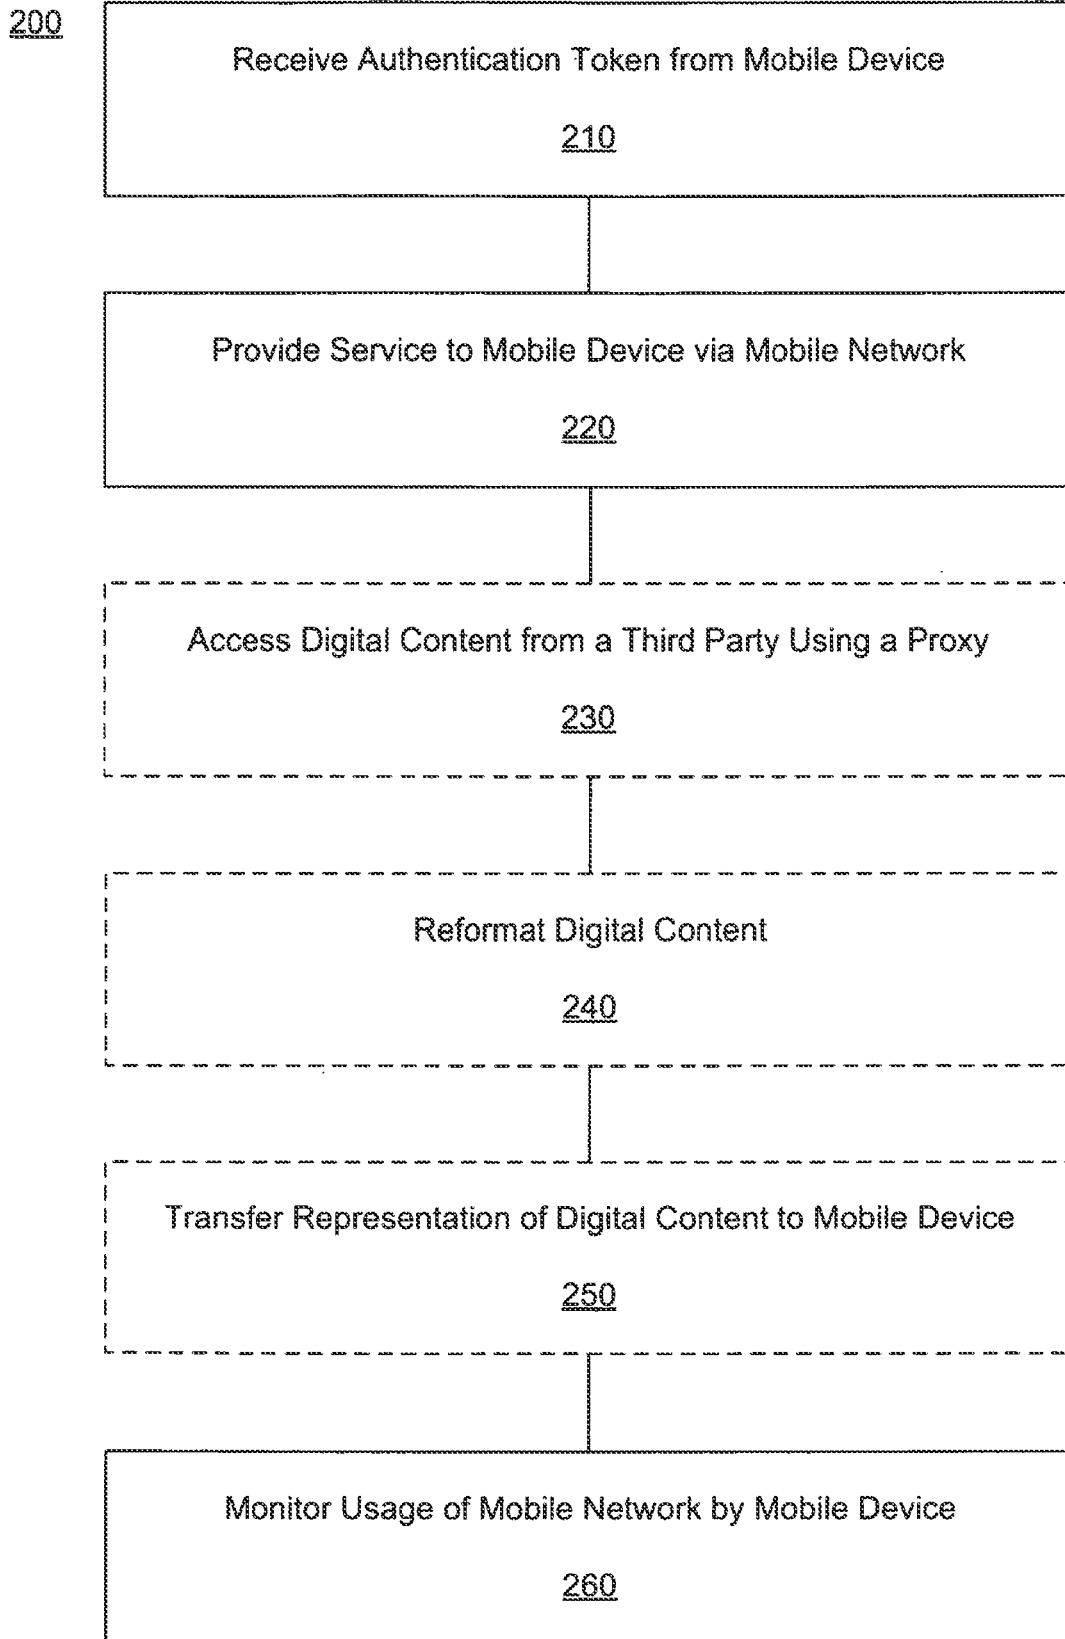 200
Receive Authentication Token from Mobile Device
210
Provide Service to Mobile Device via Mobile Network
220
Access Digital Content from a Third Party Using a Proxy
230
Reformat Digital Content
240
Transfer Representation of Digital Content to Mobile Device
250
Monitor Usage of Mobile Network by Mobile Device
260